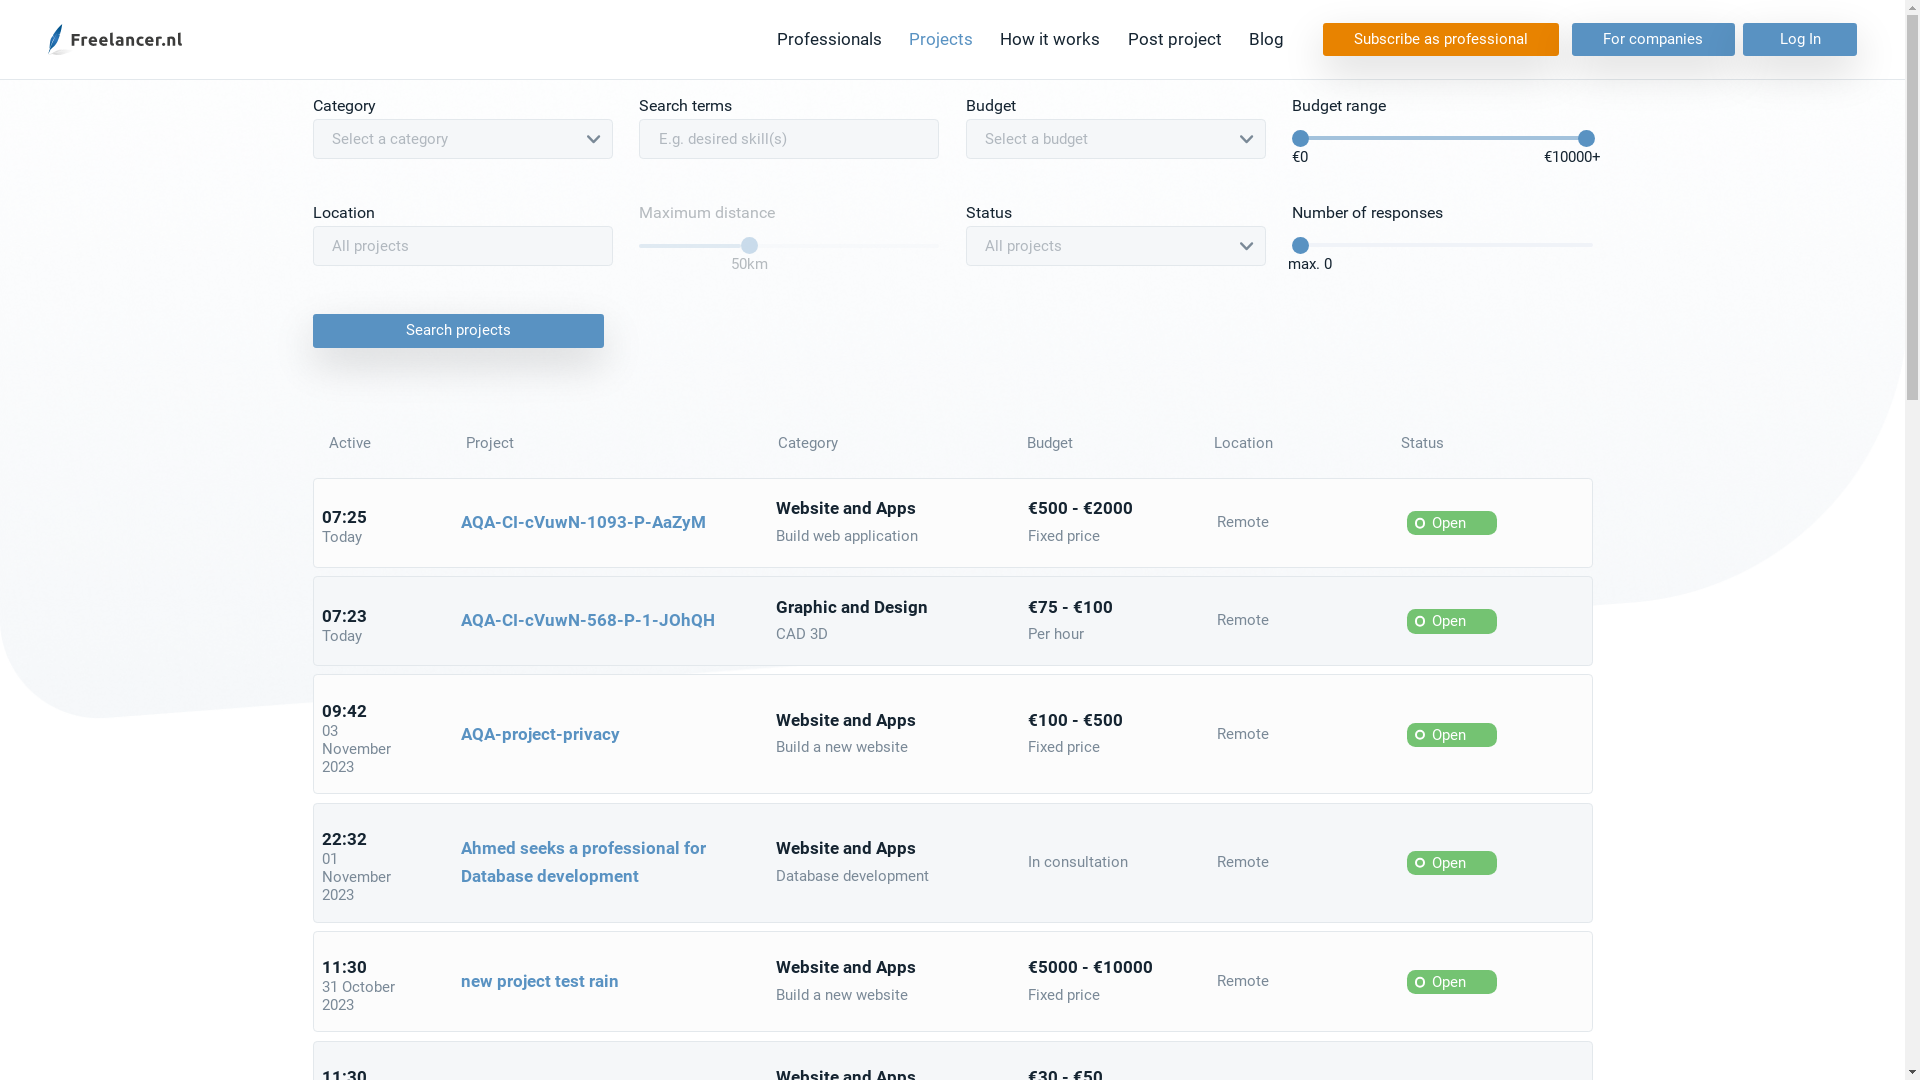 Freelancer.nl
Professionals
Projects
How it works
Post project
Blog
Subscribe as professional
For companies
Log In
Category
Search terms
Budget
Budget range
Select a category
E.g. desired skill(s)
Select a budget
€0
€10000+
Location
Maximum distance
Status
Number of responses
All projects
50km
All projects
max. 0
Search projects
Active
Project
Category
Budget
Location
Status
07:25
Today
AQA-CI-cVuwN-1093-P-AaZyM
Website and Apps
Build web application
€500 - €2000
Fixed price
Remote
Open
07:23
Today
AQA-CI-cVuwN-568-P-1-JOhQH
Graphic and Design
CAD 3D
€75 - €100
Per hour
Remote
Open
09:42
03
November
2023
AQA-project-privacy
Website and Apps
Build a new website
€100 - €500
Fixed price
Remote
Open
22:32
01
November
2023
Ahmed seeks a professional for
Database development
Website and Apps
Database development
In consultation
Remote
Open
11:30
31 October
2023
new project test rain
Website and Apps
Build a new website
€5000 - €10000
Fixed price
Remote
Open
11:30
Website and Apps
€30 - €50